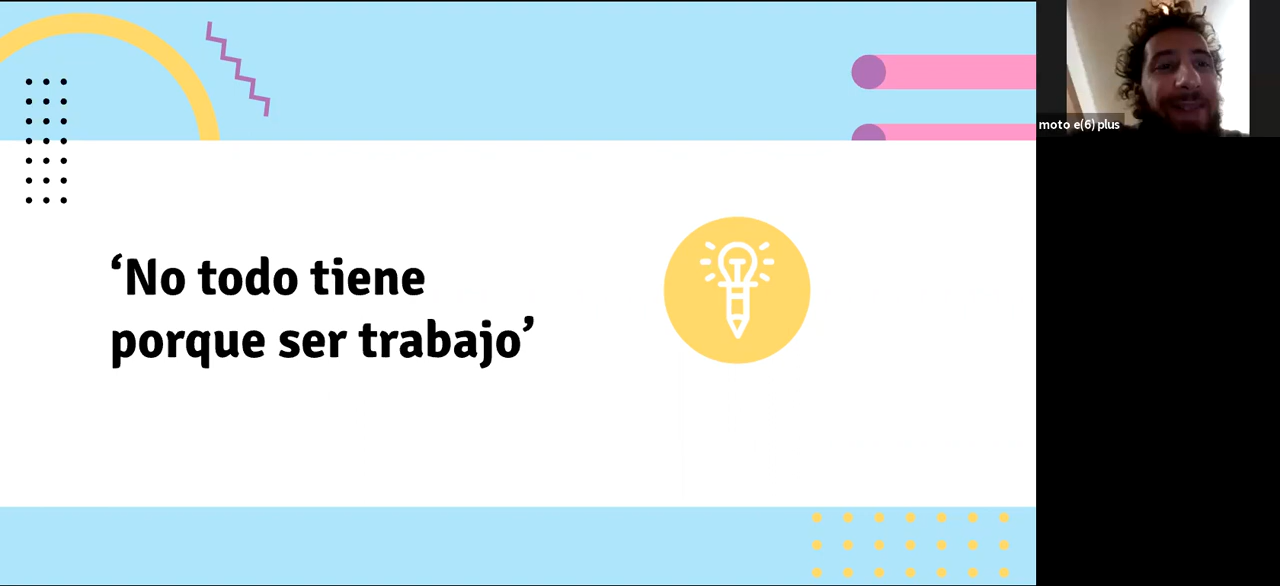 ‘No todo tiene
porque ser trabajo’
moto e(6) plus